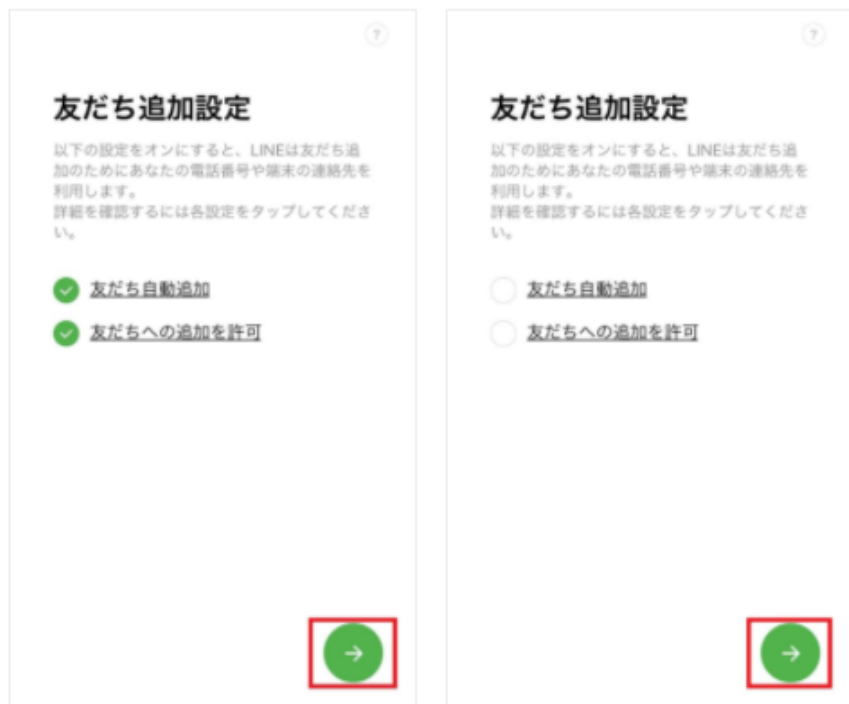 ?
友だち追加設定
以下の設定をオンにすると、LINEは友だち追
加のためにあなたの電話番号や端末の連絡先を
利用します。
詳細を確認するには各設定をタップしてくださ
い。
友だち自動追加
友だちへの追加を許可
?
友だち追加設定
以下の設定をオンにすると、LINEは友だち追
加のためにあなたの電話番号や端末の連絡先を
利用します。
詳細を確認するには各設定をタップしてくださ
い。
友だち自動追加
友だちへの追加を許可